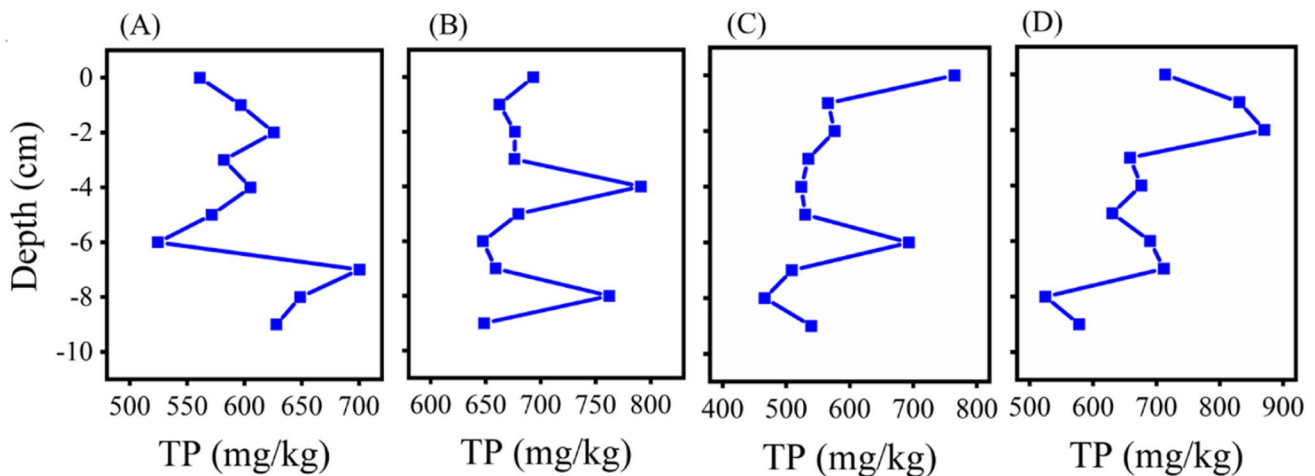 (A) (B) (C) (D)
Depth (cm)
0
-2
-4
-6
-8
-10
500 550 600 650 700
600 650 700 750 800
400 500 600 700 800
500 600 700 800 900
TP (mg/kg) TP (mg/kg) TP (mg/kg) TP (mg/kg)